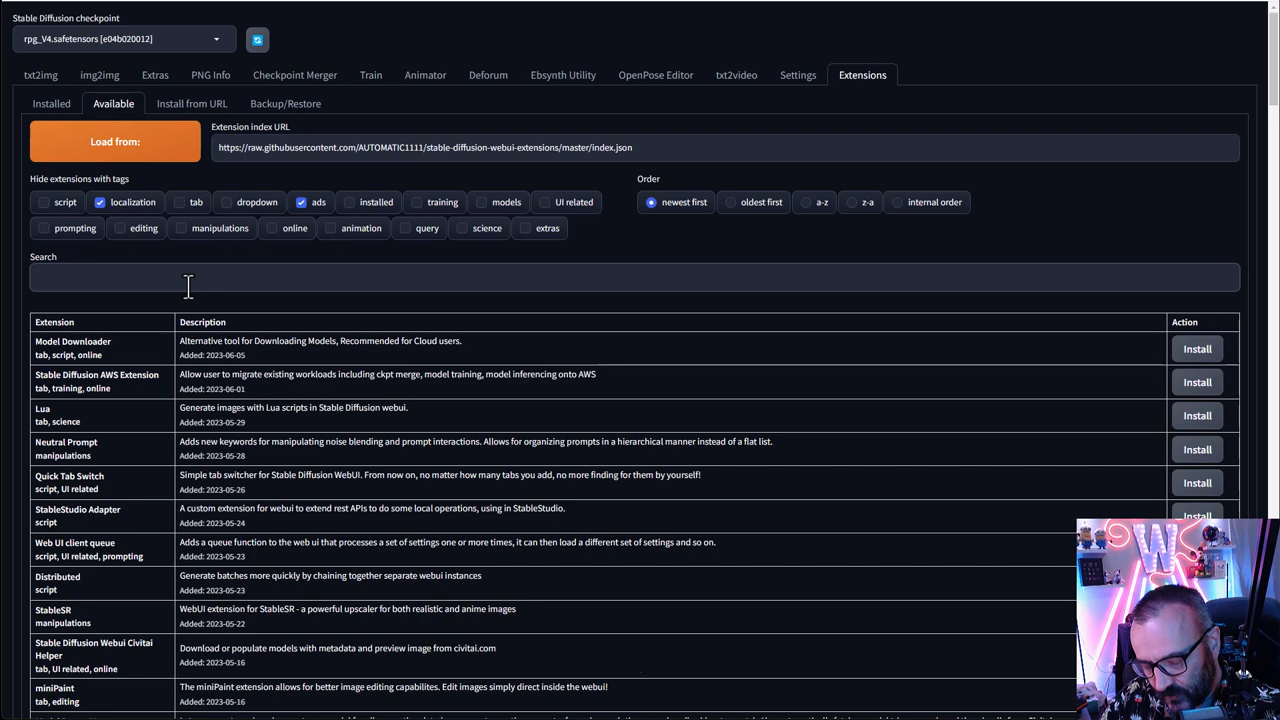 Stable Diffusion checkpoint
rpg_V4.safetensors [e04b020012]
txt2img img2img Extras PNG Info Checkpoint Merger Train Animator Deforum Ebsynth Utility OpenPose Editor txt2video Settings Extensions
Installed Available Install from URL Backup/Restore
Load from:
Extension index URL
https://raw.githubusercontent.com/AUTOMATIC1111/stable-diffusion-webui-extensions/master/index.json
Hide extensions with tags
Order
script localization tab dropdown ads installed training models UI related
newest first oldest first a-z z-a internal order
prompting editing manipulations online animation query science extras
Search
Extension Description Action
Model Downloader
tab, script, online
Alternative tool for Downloading Models, Recommended for Cloud users.
Added: 2023-06-05
Install
Stable Diffusion AWS Extension
tab, training, online
Allow user to migrate existing workloads including ckpt merge, model training, model inferencing onto AWS
Added: 2023-06-01
Install
Lua
tab, science
Generate images with Lua scripts in Stable Diffusion webui.
Added: 2023-05-29
Install
Neutral Prompt
manipulations
Adds new keywords for manipulating noise blending and prompt interactions. Allows for organizing prompts in a hierarchical manner instead of a flat list.
Added: 2023-05-28
Install
Quick Tab Switch
script, UI related
Simple tab switcher for Stable Diffusion WebUI. From now on, no matter how many tabs you add, no more finding for them by yourself!
Added: 2023-05-26
Install
StableStudio Adapter
script
A custom extension for webui to extend rest APIs to do some local operations, using in StableStudio.
Added: 2023-05-24
Install
Web UI client queue
script, UI related, prompting
Adds a queue function to the web ui that processes a set of settings one or more times, it can then load a different set of settings and so on.
Added: 2023-05-23
Distributed
script
Generate batches more quickly by chaining together separate webui instances
Added: 2023-05-23
StableSR
manipulations
WebUI extension for StableSR - a powerful upscaler for both realistic and anime images
Added: 2023-05-22
Stable Diffusion Webui Civitai
Helper
tab, UI related, online
Download or populate models with metadata and preview image from civitai.com
Added: 2023-05-16
miniPaint
tab, editing
The miniPaint extension allows for better image editing capabilites. Edit images simply direct inside the webui!
Added: 2023-05-16
W